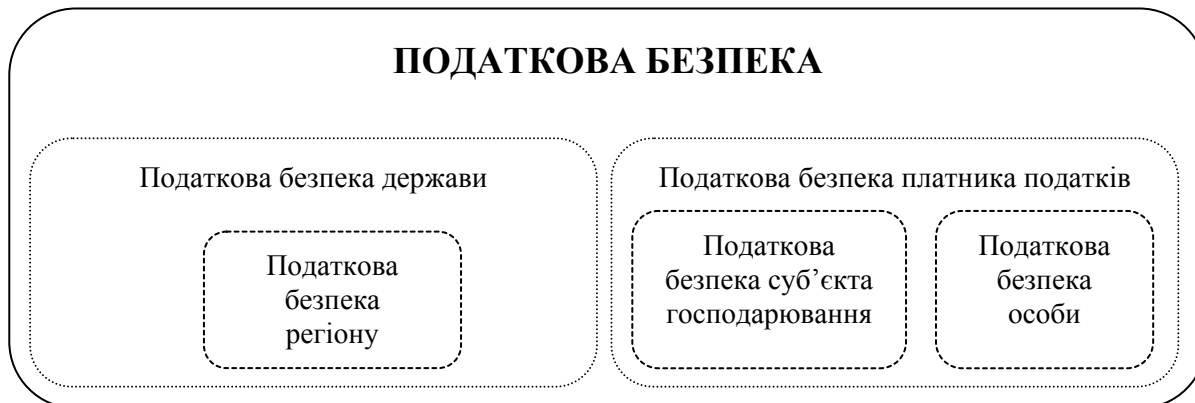 ПОДАТКОВА БЕЗПЕКА
Податкова безпека держави
Податкова
безпека
регіону
Податкова безпека платника податків
Податкова
безпека суб’єкта
господарювання
Податкова
безпека
особи